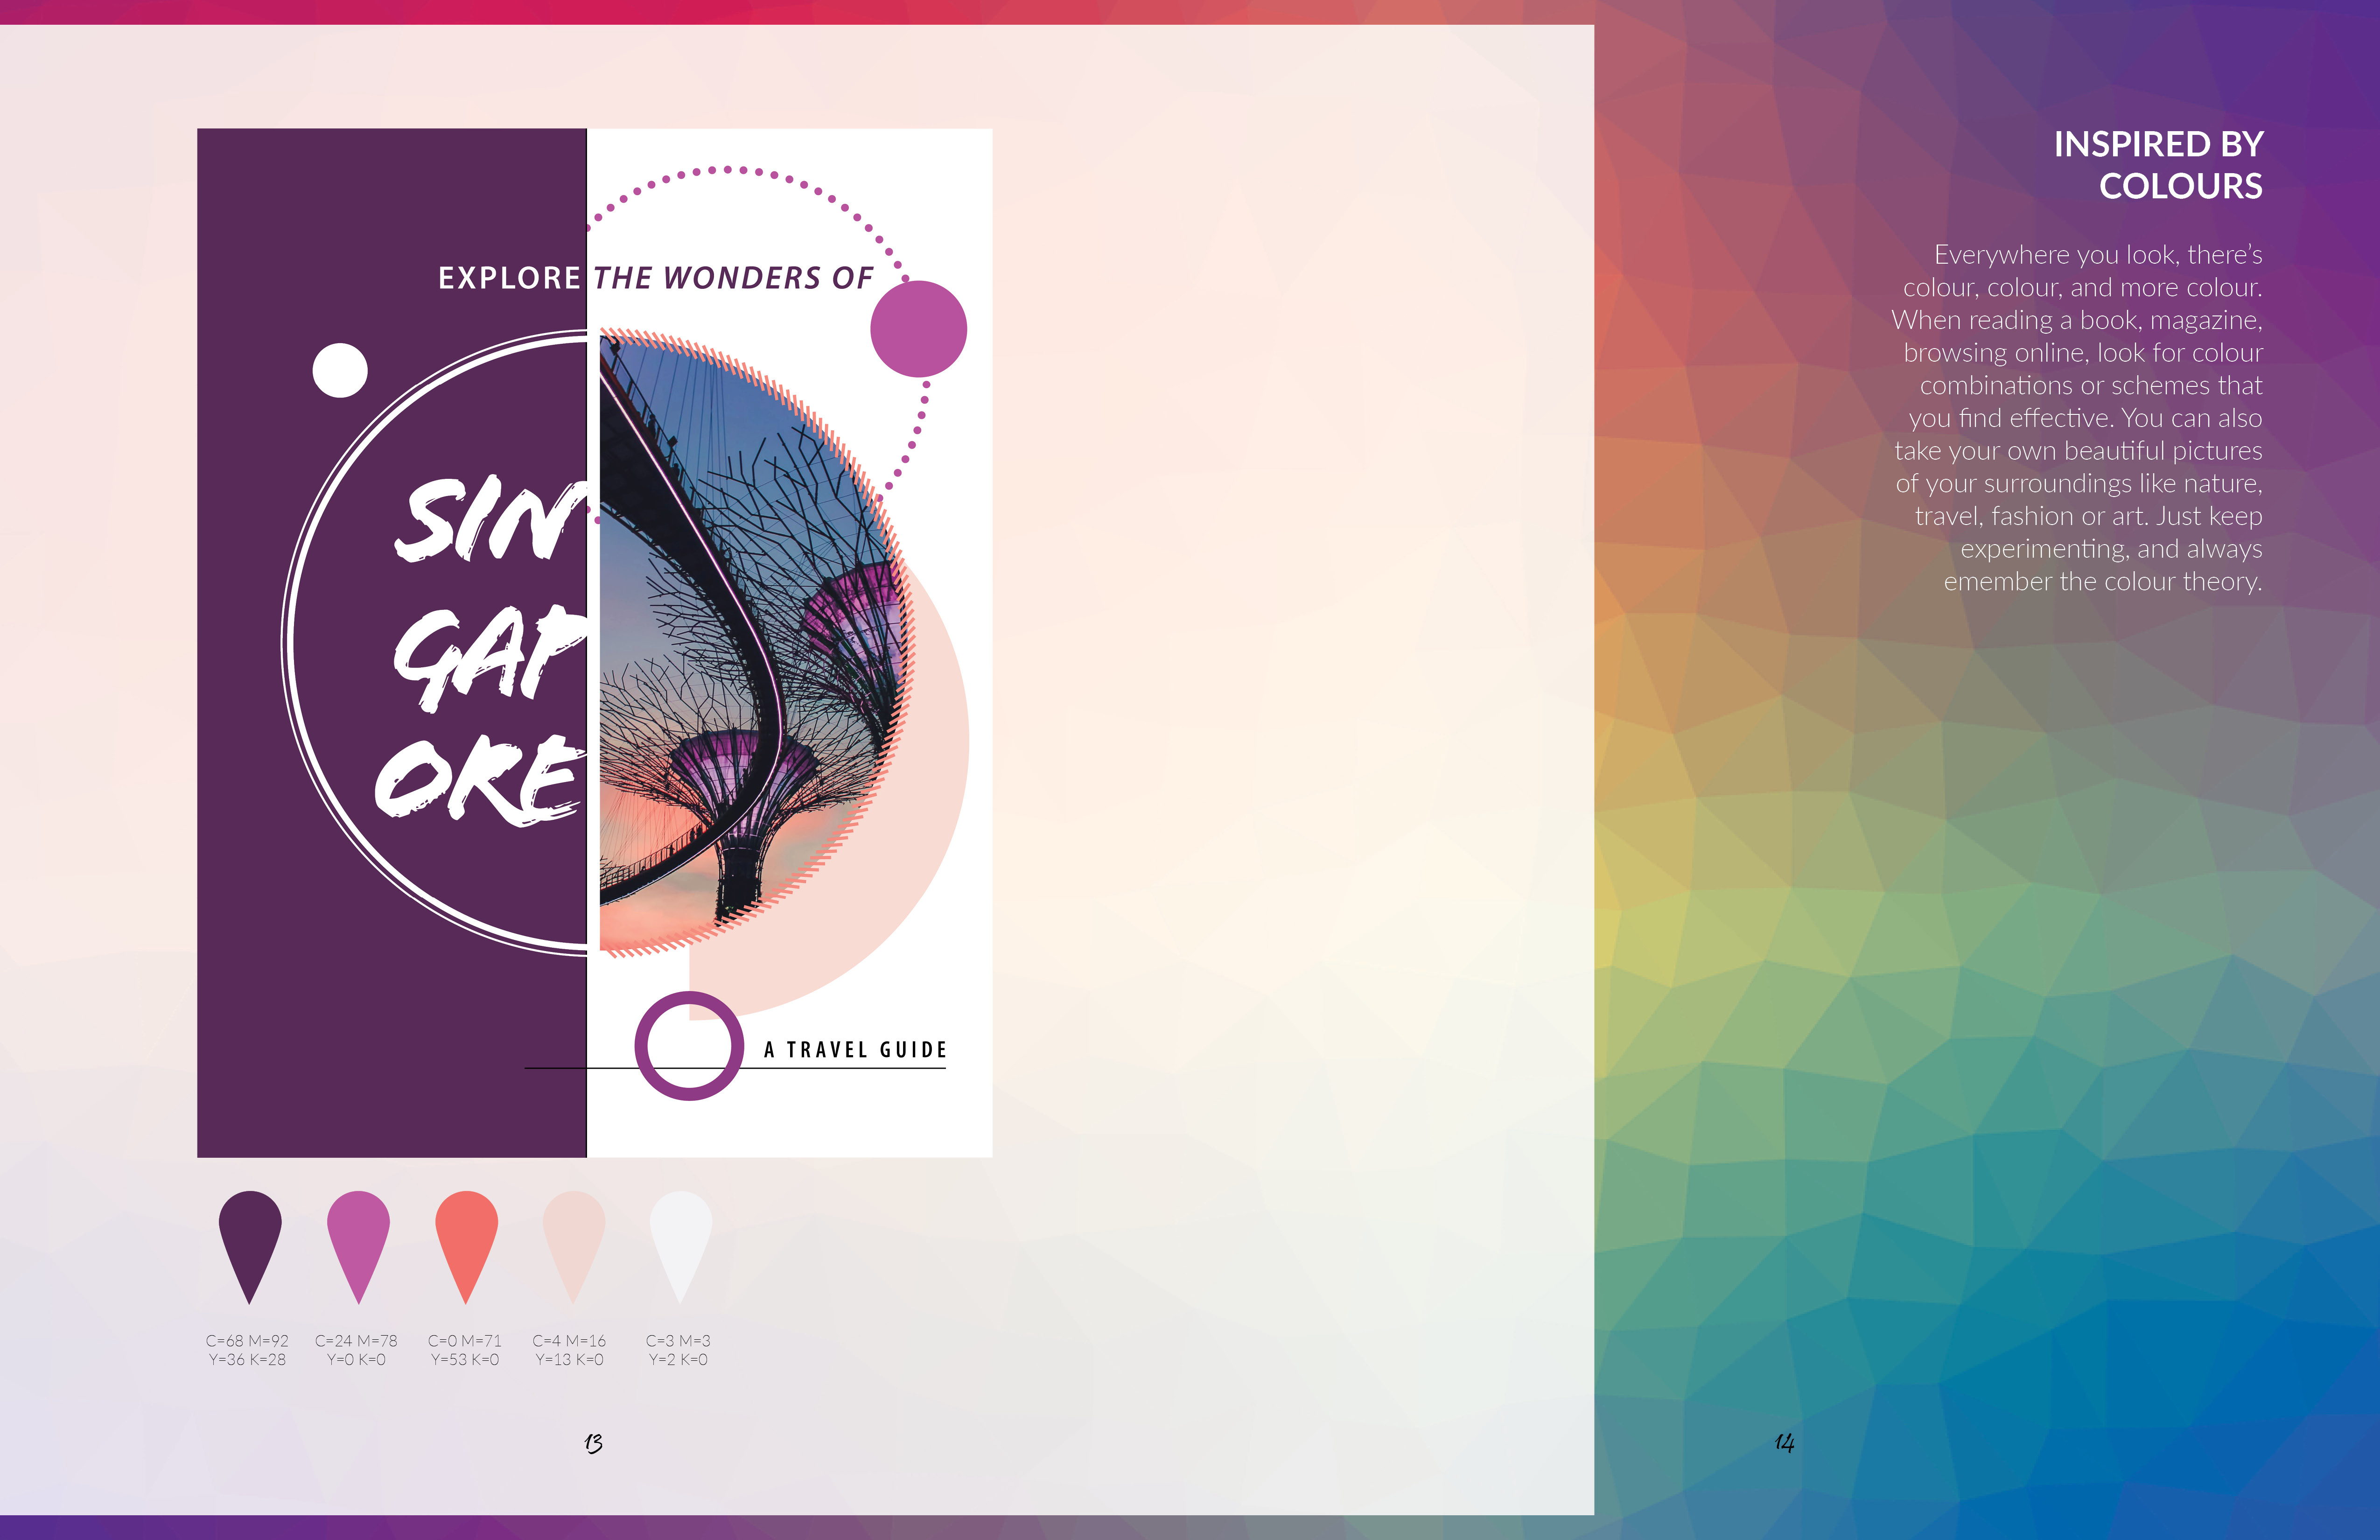 EXPLORE THE WONDERS OF
SIN
GAP
ORE
A TRAVEL GUIDE
C=68 M=92
Y=36 K=28
C=24 M=78
Y=0 K=0
C=0 M=71
Y=53 K=0
C=4 M=16
Y=13 K=0
C=3 M=3
Y=2 K=0
13
INSPIRED BY
COLOURS
Everywhere you look, there’s
colour, colour, and more colour.
When reading a book, magazine,
browsing online, look for colour
combinations or schemes that
you find effective. You can also
take your own beautiful pictures
of your surroundings like nature,
travel, fashion or art. Just keep
experimenting, and always
emember the colour theory.
14